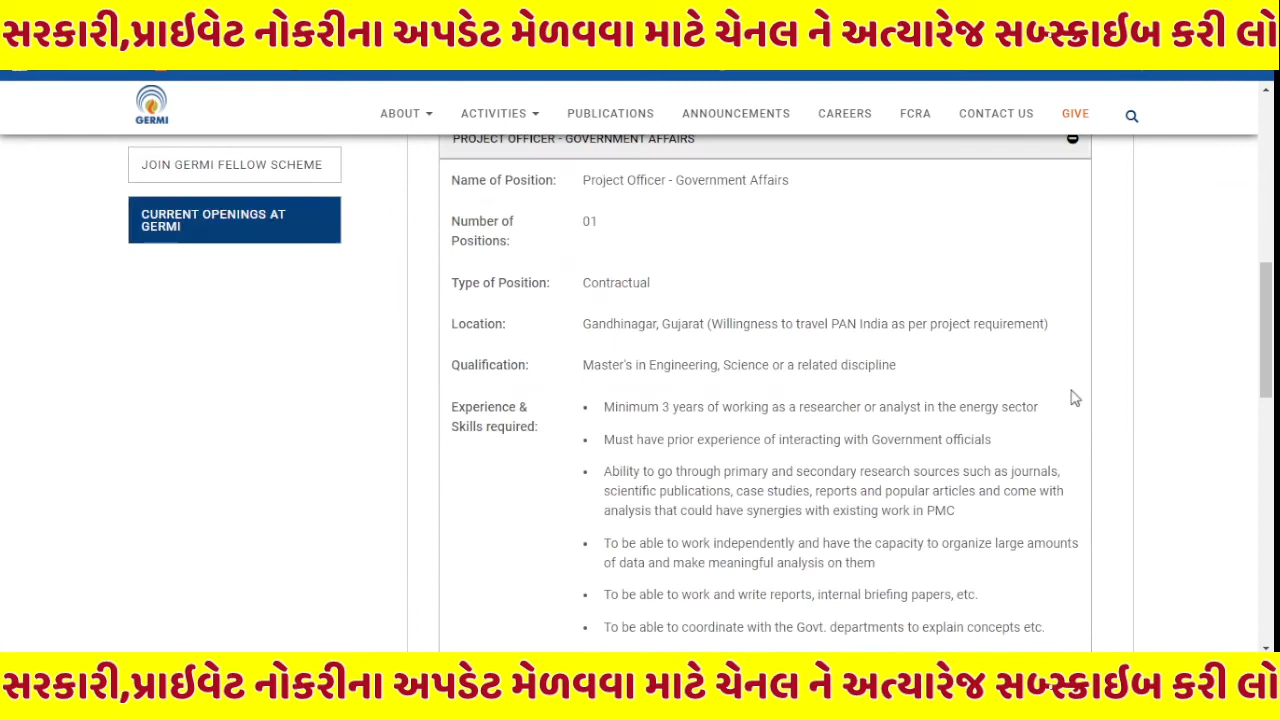 સરકારી,પ્રાઈવેટ નોકરીના અપડેટ મેળવવા માટે ચેનલ ને અત્યારેજ સબ્સ્ક્રાઇબ કરી લો
GERMI
ABOUT ACTIVITIES PUBLICATIONS ANNOUNCEMENTS CAREERS FCRA CONTACT US GIVE
JOIN GERMI FELLOW SCHEME
CURRENT OPENINGS AT
GERMI
PROJECT OFFICER - GOVERNMENT AFFAIRS
Name of Position: Project Officer - Government Affairs
Number of 01
Positions:
Type of Position: Contractual
Location: Gandhinagar, Gujarat (Willingness to travel PAN India as per project requirement)
Qualification: Master's in Engineering, Science or a related discipline
Experience & • Minimum 3 years of working as a researcher or analyst in the energy sector
Skills required:
• Must have prior experience of interacting with Government officials
• Ability to go through primary and secondary research sources such as journals,
scientific publications, case studies, reports and popular articles and come with
analysis that could have synergies with existing work in PMC
• To be able to work independently and have the capacity to organize large amounts
of data and make meaningful analysis on them
• To be able to work and write reports, internal briefing papers, etc.
• To be able to coordinate with the Govt. departments to explain concepts etc.
સરકારી,પ્રાઈવેટ નોકરીના અપડેટ મેળવવા માટે ચેનલ ને અત્યારેજ સબ્સ્ક્રાઇબ કરી લો